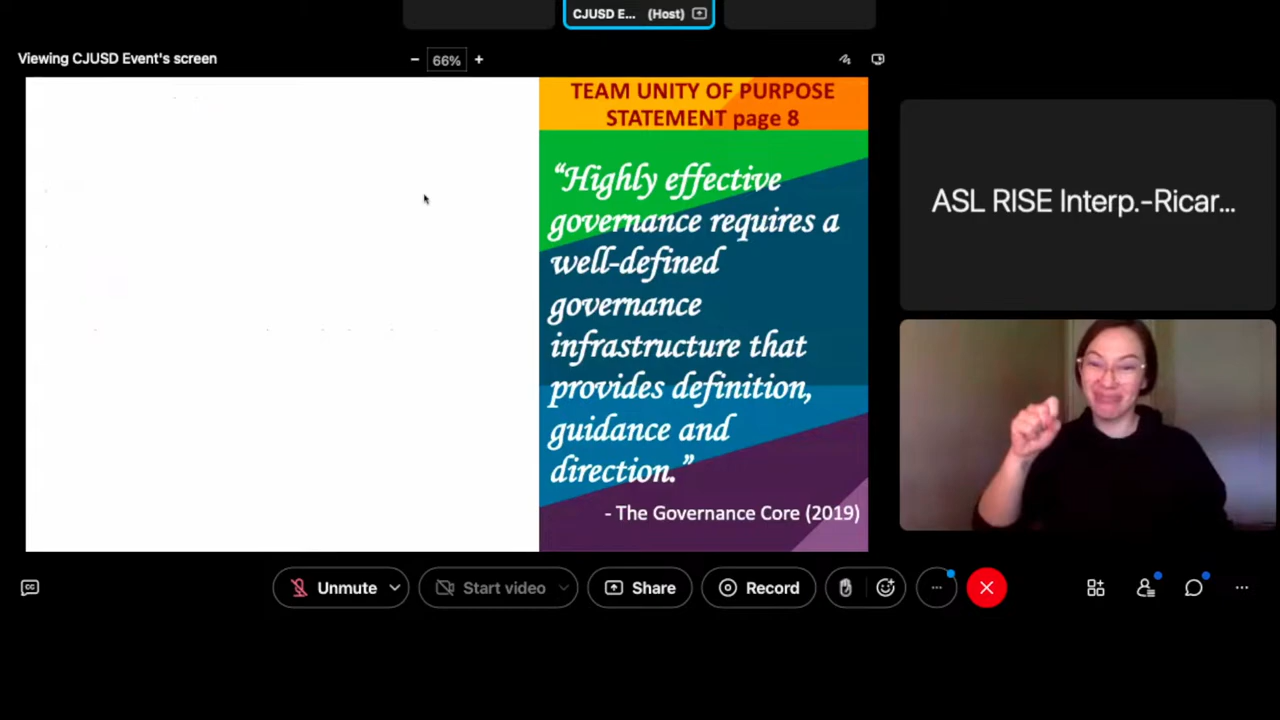 CJUSD E... (Host)
Viewing CJUSD Event's screen
66%
TEAM UNITY OF PURPOSE
STATEMENT page 8
“Highly effective
governance requires a
well-defined
governance
infrastructure that
provides definition,
guidance and
direction.”
- The Governance Core (2019)
ASL RISE Interp.-Ricar...
CC
Unmute
Start video
Share
Record